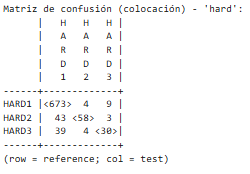 Matriz de confusión (colocación) - 'hard':
      |   H   H   H |
      |   A   A   A |
      |   R   R   R |
      |   D   D   D |
      |   1   2   3 |
------+-------------+
HARD1 |<673>  4   9 |
HARD2 |  43 <58>  3 |
HARD3 |  39   4 <30>|
------+-------------+
(row = reference; col = test)